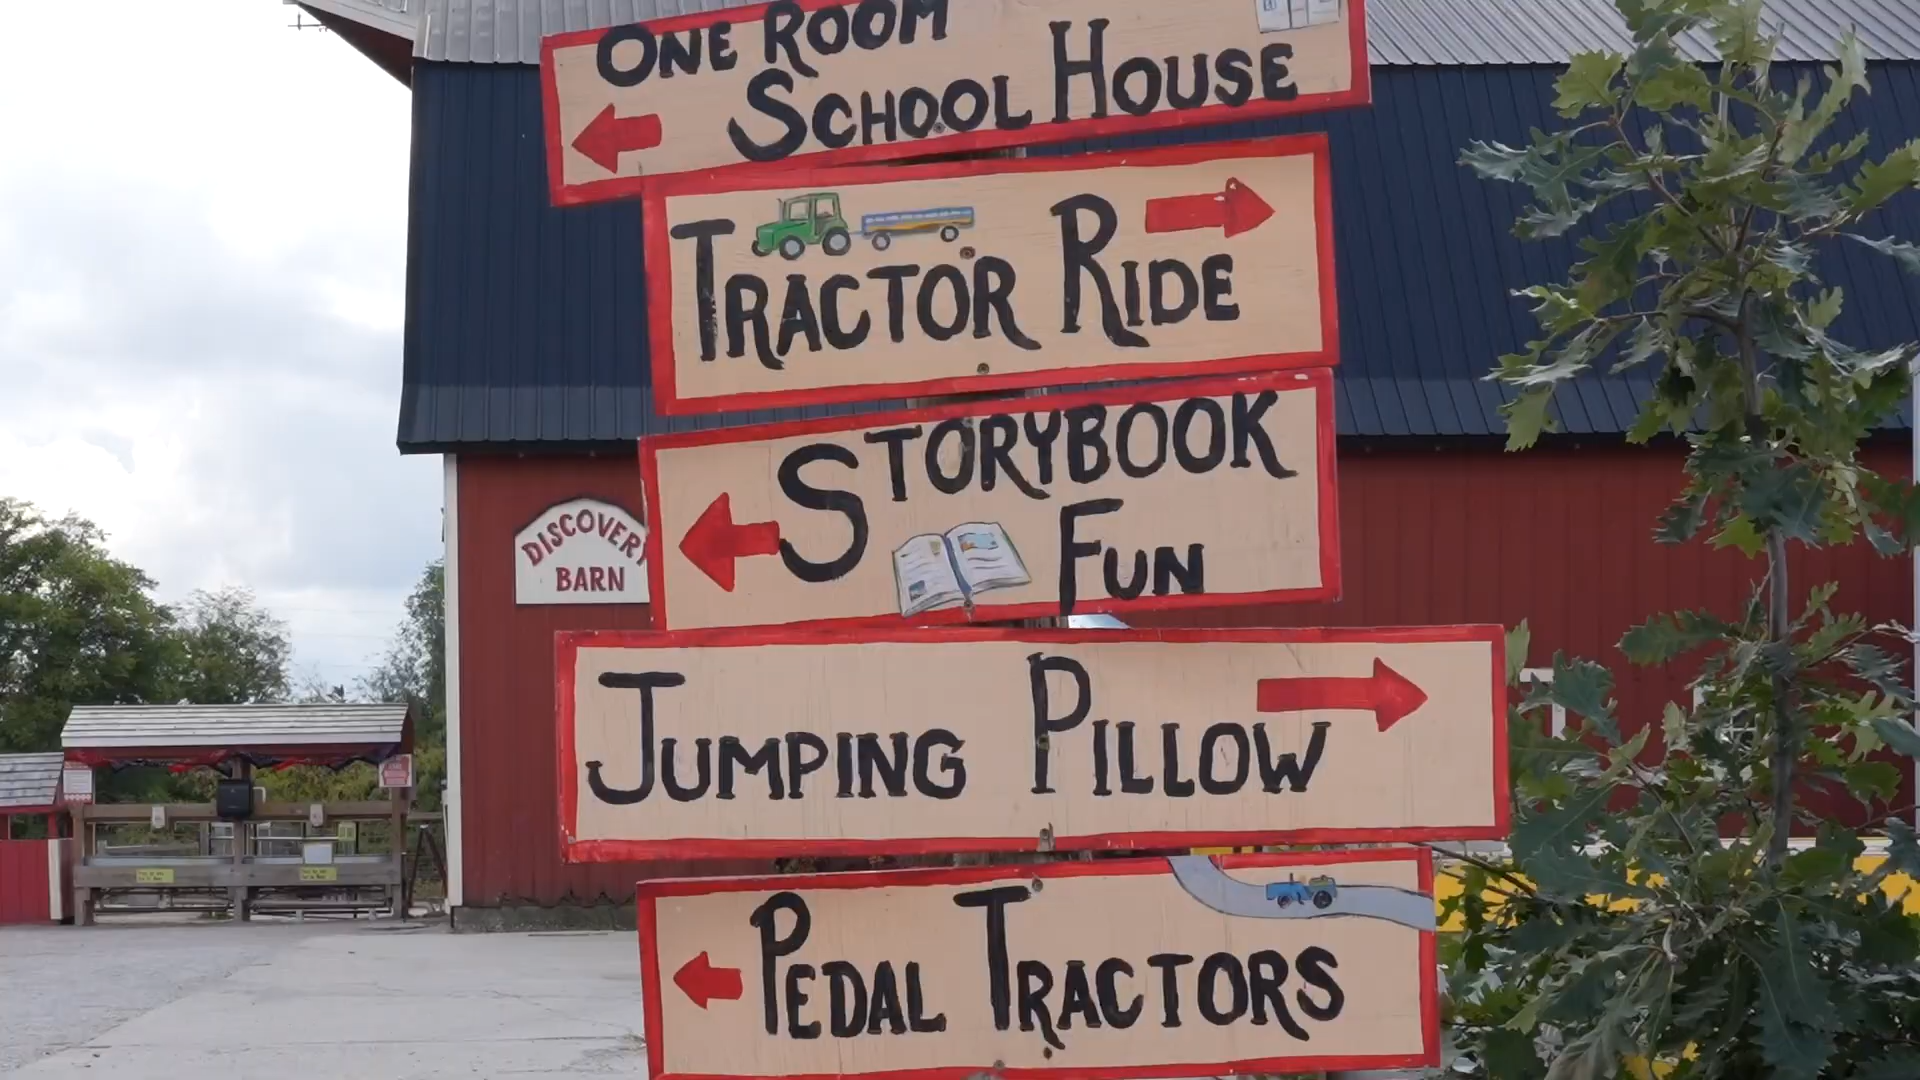 ONE ROOM
SCHOOL HOUSE
TRACTOR RIDE
STORYBOOK
FUN
DISCOVERY
BARN
JUMPING PILLOW
PEDAL TRACTORS